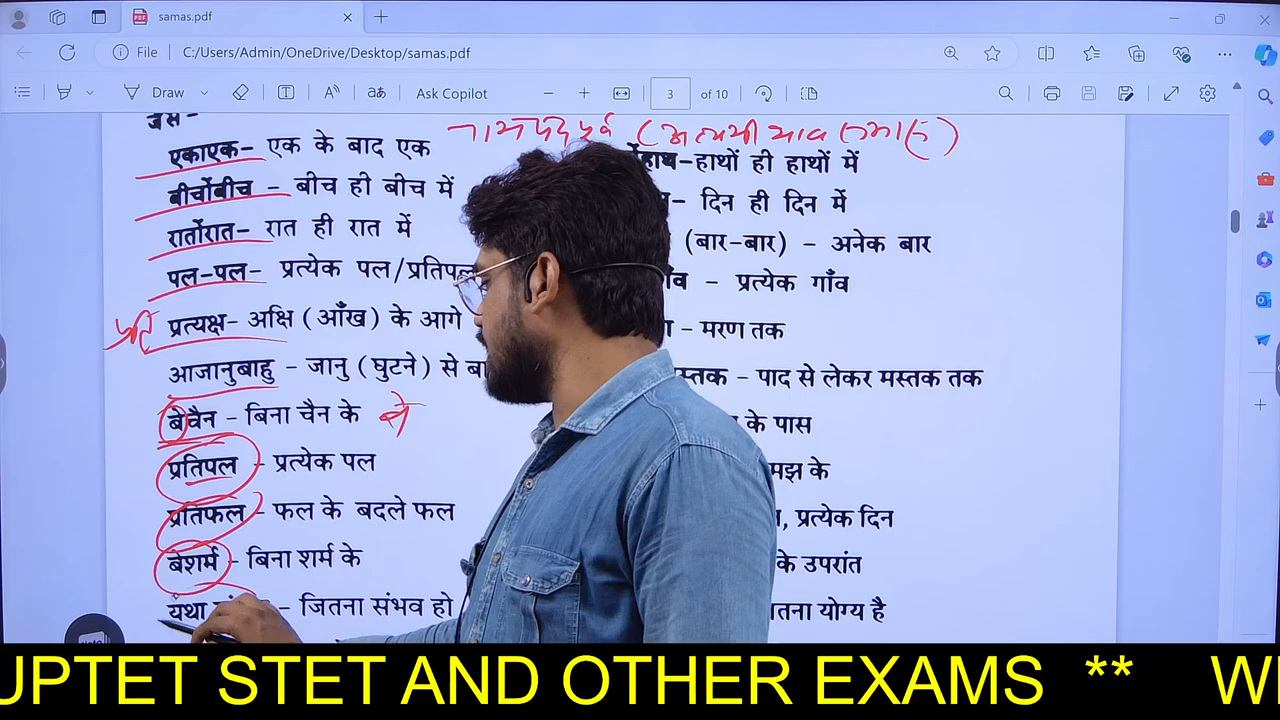 samas.pdf
File C:/Users/Admin/OneDrive/Desktop/samas.pdf
Draw aあ Ask Copilot 3 of 10
जैसे-
एकाएक- एक के बाद एक
हाथ-हाथों ही हाथों में
बीचोंबीच - बीच ही बीच में
- दिन ही दिन में
रातोंरात- रात ही रात में
(बार-बार) - अनेक बार
पल-पल- प्रत्येक पल/प्रतिपल
- प्रत्येक गाँव
प्रत्यक्ष- अक्षि (आँख) के आगे
- मरण तक
आजानुबाहु - जानु (घुटने) से
- पाद से लेकर मस्तक तक
बेचैन - बिना चैन के बे
के पास
प्रतिपल - प्रत्येक पल
के
प्रतिफल - फल के बदले फल
, प्रत्येक दिन
बेशर्म - बिना शर्म के
के उपरांत
यथा - जितना संभव हो
योग्य है
UPTET STET AND OTHER EXAMS ** W